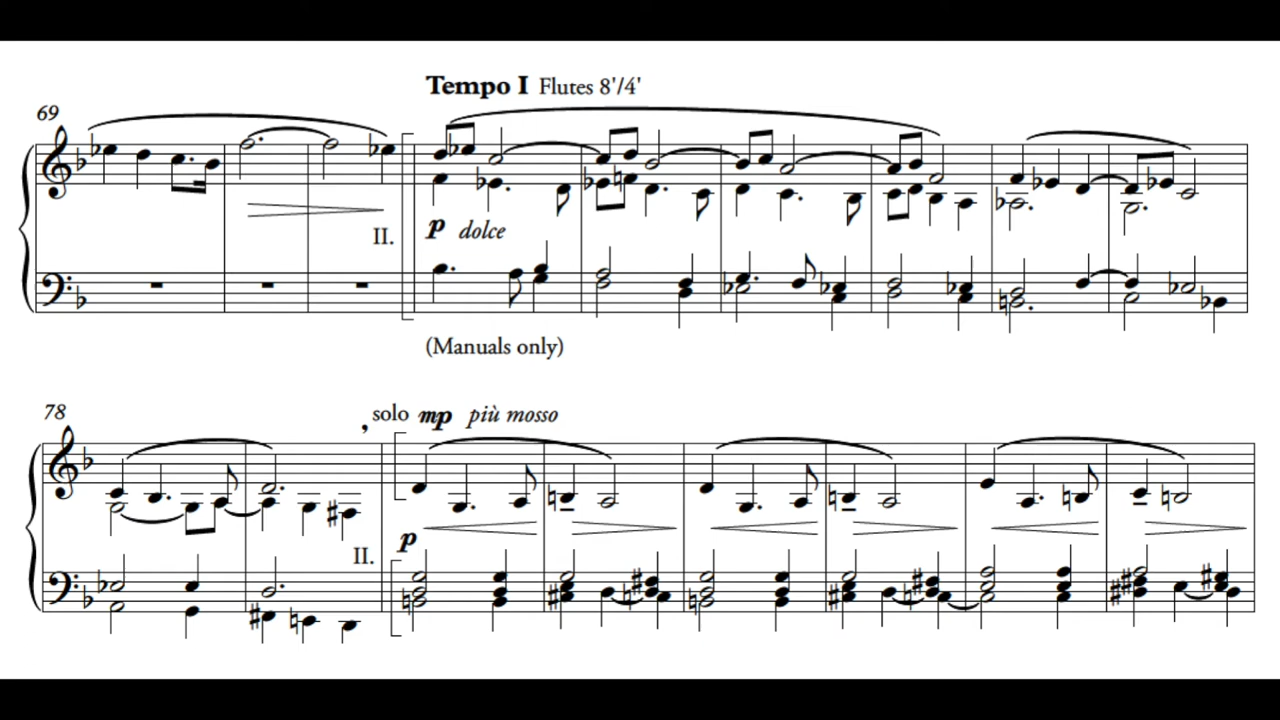 Tempo I Flutes 8'/4'
69
II.
p dolce
(Manuals only)
78
, solo mp più mosso
p
II.